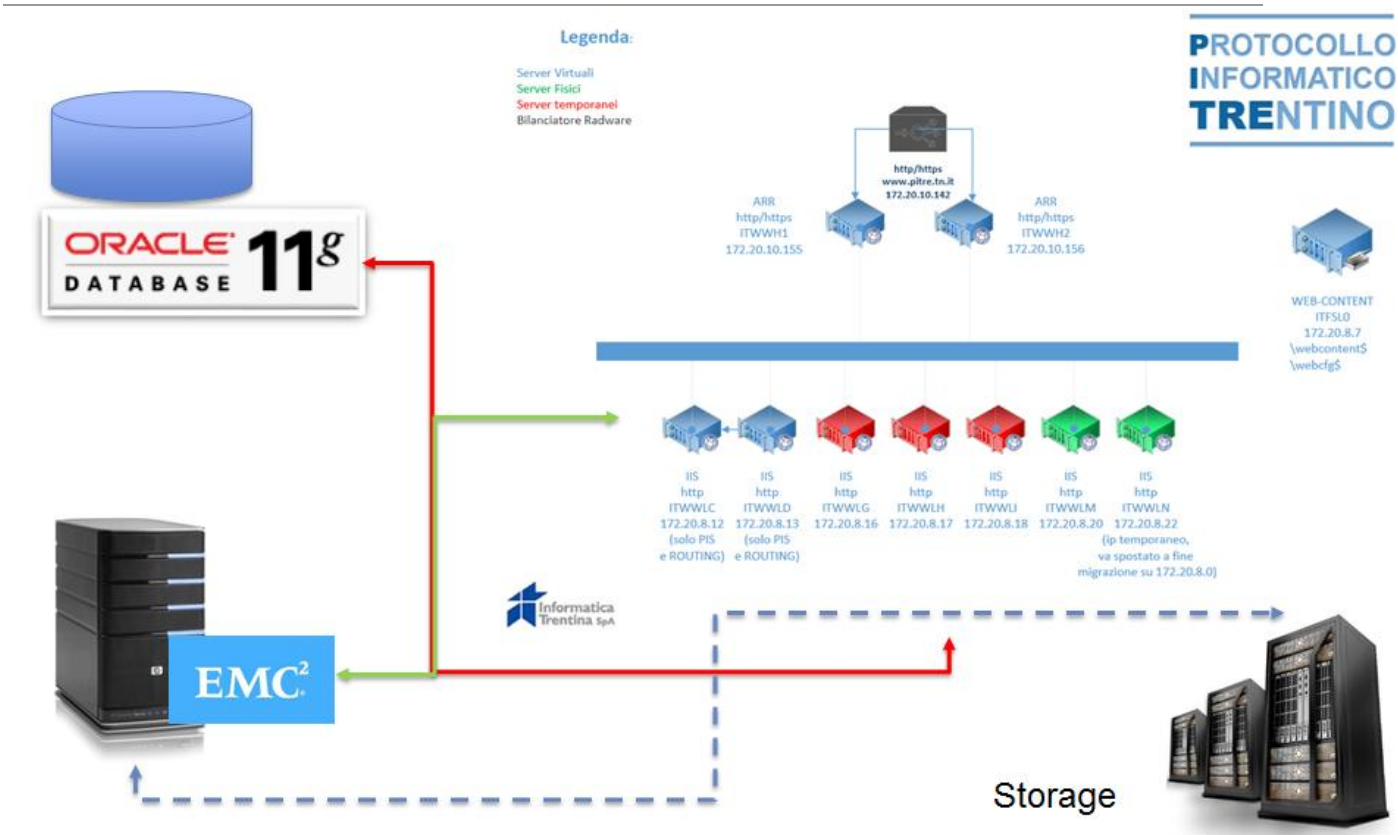 Legenda:
Server Virtuali
Server Fisici
Server temporanei
Bilanciatore Radware
PROTOCOLLO
INFORMATICO
TRENTINO
http/https
www.pitre.tn.it
172.20.10.142
ARR
http/https
ITWWH1
172.20.10.155
ARR
http/https
ITWWH2
172.20.10.156
ORACLE 11g
DATABASE
WEB-CONTENT
ITFSL0
172.20.8.7
\webcontent$
\webcfg$
IIS
http
ITWWLC
172.20.8.12
(solo PIS
e ROUTING)
IIS
http
ITWWLD
172.20.8.13
(solo PIS
e ROUTING)
IIS
http
ITWWLG
172.20.8.16
IIS
http
ITWWLH
172.20.8.17
IIS
http
ITWWLI
172.20.8.18
IIS
http
ITWWLM
172.20.8.20
IIS
http
ITWWLN
172.20.8.22
(ip temporaneo,
va spostato a fine
migrazione su 172.20.8.0)
Informatica
Trentina SpA
EMC²
Storage